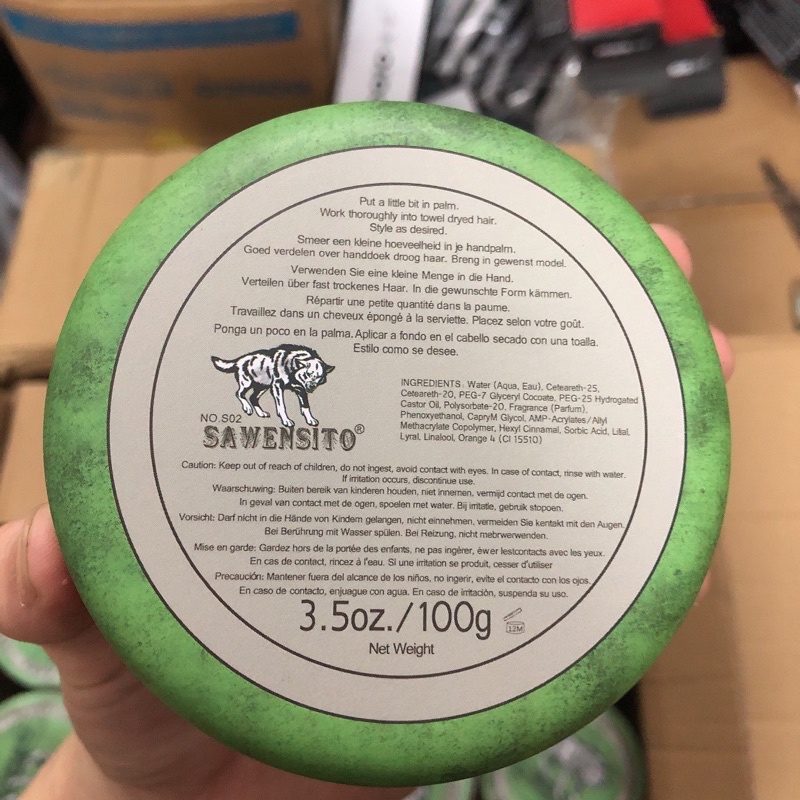 Put a little bit in palm.
Work thoroughly into towel dryed hair.
Style as desired.
Smeer een kleine hoeveelheid in je handpalm.
Goed verdelen over handdoek droog haar. Breng in gewenst model.
Verwenden Sie eine kleine Menge in die Hand.
Verteilen über fast trockenes Haar. In die gewunschte Form kämmen.
Répartir une petite quantité dans la paume.
Travaillez dans un cheveux épongé à la serviette. Placez selon votre goût.
Ponga un poco en la palma.Aplicar a fondo en el cabello secado con una toalla.
Estilo como se desee.
INGREDIENTS: Water (Aqua, Eau), Ceteareth-25,
Ceteareth-20, PEG-7 Glyceryl Cocoate, PEG-25 Hydrogated
Castor Oil, Polysorbate-20, Fragrance (Parfum),
Phenoxyethanol, CapryM Glycol, AMP-Acrylates/Allyl
Methacrylate Copolymer, Hexyl Cinnamal, Sorbic Acid, Lilial,
Lyral, Linalool, Orange 4 (CI 15510)
NO.S02
SAWENSITO®
Caution: Keep out of reach of children, do not ingest, avoid contact with eyes. In case of contact, rinse with water.
If irritation occurs, discontinue use.
Waarschuwing: Buiten bereik van kinderen houden, niet innemen, vermijd contact met de ogen.
In geval van contact met de ogen, spoelen met water. Bij irritatie, gebruik stopoen.
Vorsicht: Darf nicht in die Hände von Kindern gelangen, nicht einnehmen, vermeiden Sie kentakt mit den Augen.
Bei Berührung mit Wasser spülen. Bei Reizung, nicht mebrwerwenden.
Mise en garde: Gardez hors de la portée des enfants, ne pas ingérer, éwer lestcontacts avec les yeux.
En cas de contact, rincez à l'eau. Si une irritation se produit, cesser d'utiliser
Precaución: Mantener fuera del alcance de los niños, no ingerir, evite el contacto con los ojos.
En caso de contacto, enjuague con agua. En caso de irritación, suspenda su uso.
3.5oz./100g
12M
Net Weight